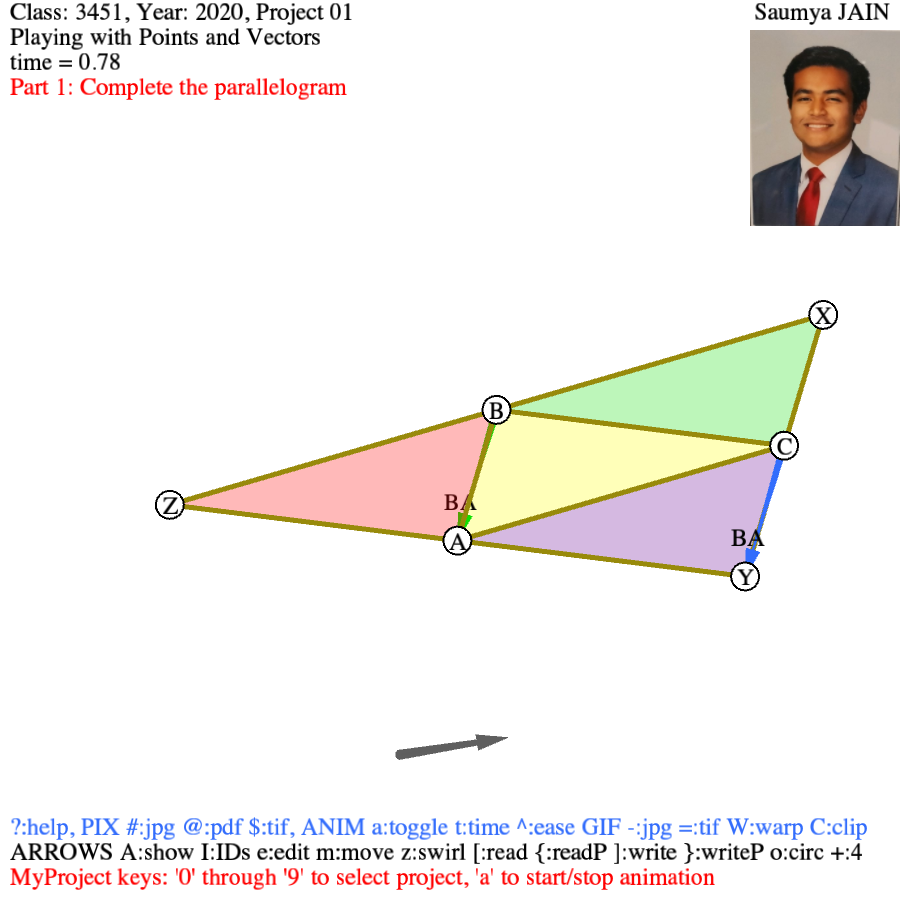 Class: 3451, Year: 2020, Project 01
Saumya JAIN
Playing with Points and Vectors
time = 0.78
Part 1: Complete the parallelogram
X
B
C
Z
BA
A
BA
Y
?:help, PIX #:jpg @:pdf $:tif, ANIM a:toggle t:time ^:ease GIF -:jpg =:tif W:warp C:clip
ARROWS A:show I:IDs e:edit m:move z:swirl [:read {:readP ]:write }:writeP o:circ +:4
MyProject keys: '0' through '9' to select project, 'a' to start/stop animation